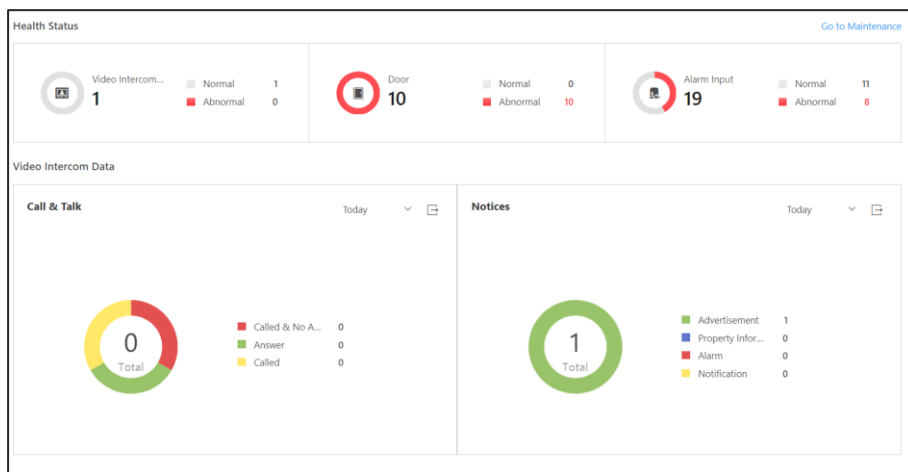 Health Status
Go to Maintenance
Video Intercom...
1
Normal 1
Abnormal 0
Door
10
Normal 0
Abnormal 10
Alarm Input
19
Normal 11
Abnormal 8
Video Intercom Data
Call & Talk
Today
0
Total
Called & No A... 0
Answer 0
Called 0
Notices
Today
1
Total
Advertisement 1
Property Infor... 0
Alarm 0
Notification 0